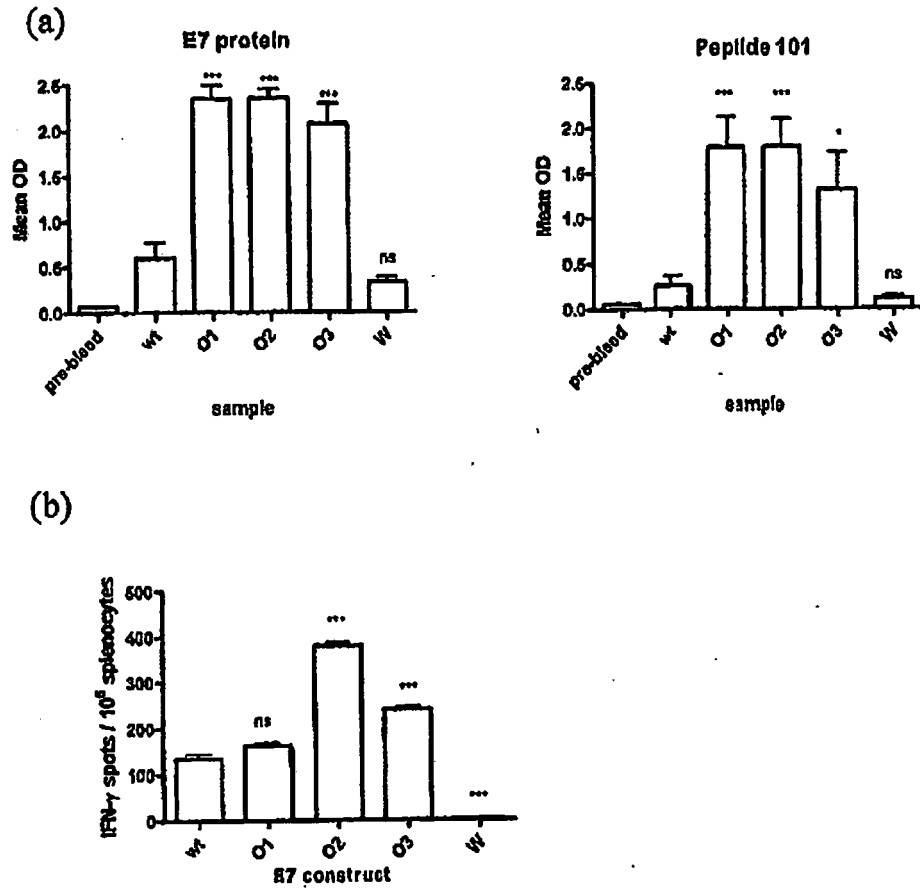 (a)
E7 protein
Mean OD
2.5
2.0
1.5
1.0
0.5
0.0
***
***
***
ns
pre-bleed
wt
O1
O2
O3
W
sample
Peptide 101
Mean OD
2.5
2.0
1.5
1.0
0.5
0.0
***
***
*
ns
pre-bleed
wt
O1
O2
O3
W
sample
(b)
IFN-γ spots / 10⁶ splenocytes
500
400
300
200
100
0
ns
***
***
***
wt
O1
O2
O3
W
E7 construct